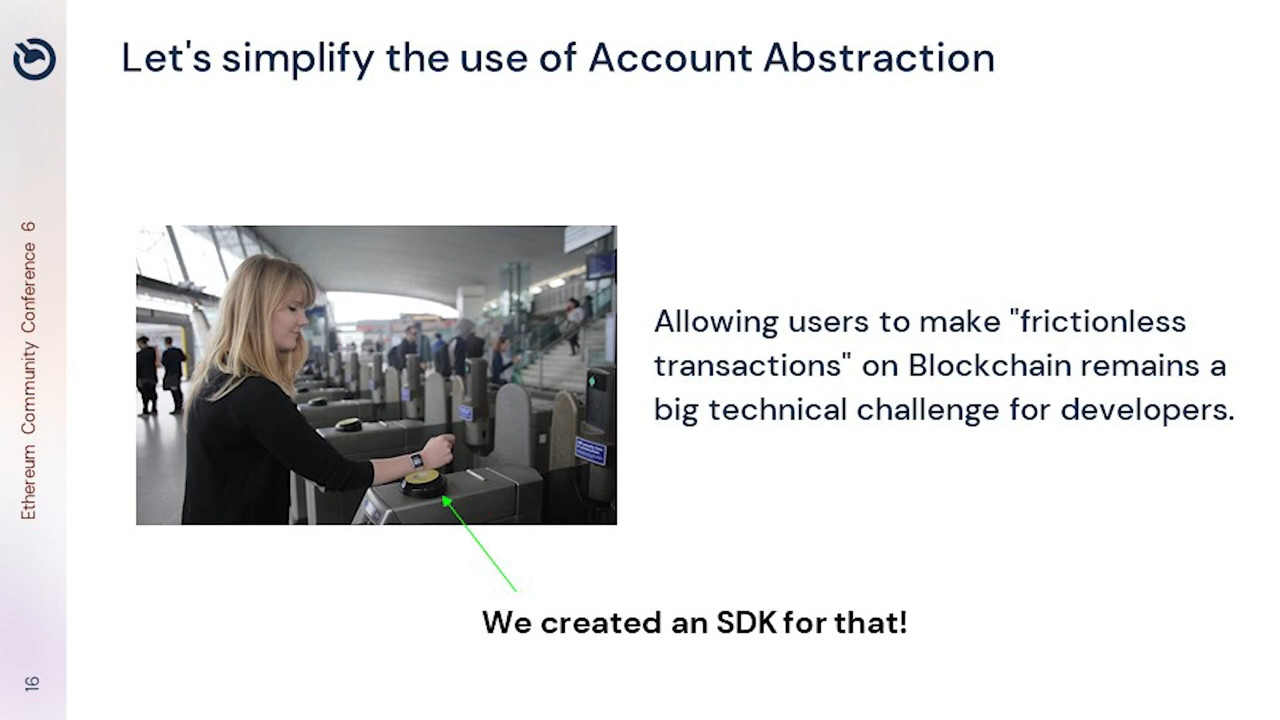 Let's simplify the use of Account Abstraction
Ethereum Community Conference 6
Allowing users to make "frictionless
transactions" on Blockchain remains a
big technical challenge for developers.
We created an SDK for that!
16